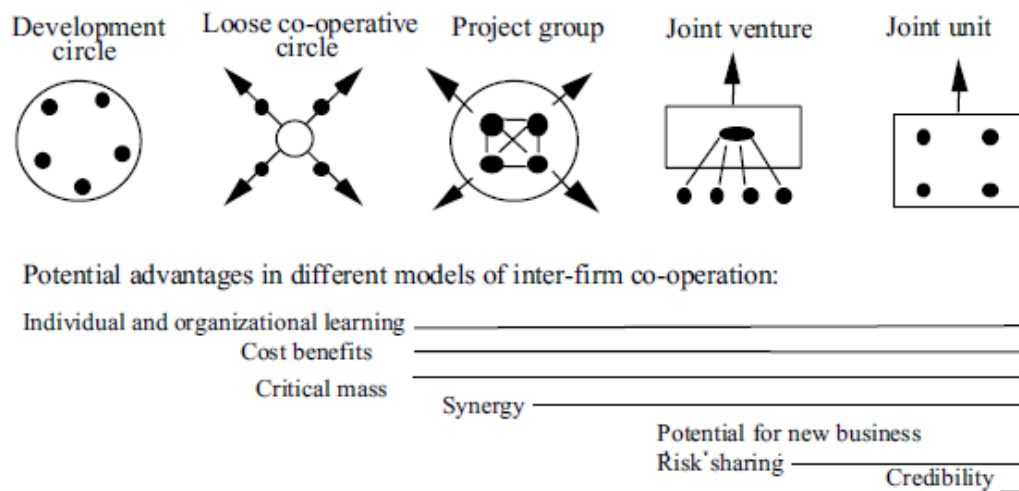 Development
circle
Loose co-operative
circle
Project group
Joint venture
Joint unit
Potential advantages in different models of inter-firm co-operation:
Individual and organizational learning
Cost benefits
Critical mass
Synergy
Potential for new business
Risk sharing
Credibility